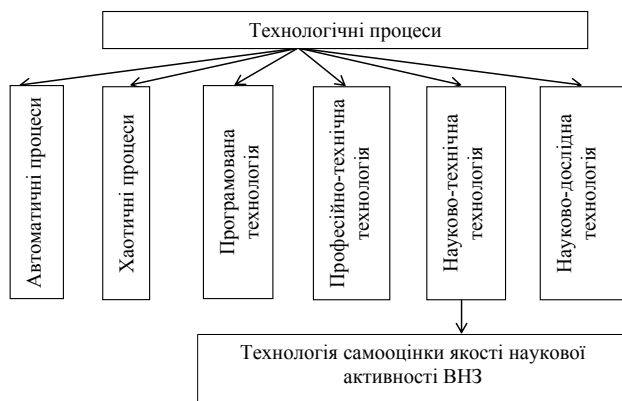 Технологічні процеси
Автоматичні процеси
Хаотичні процеси
Програмована
технологія
Професійно-технічна
технологія
Науково-технічна
технологія
Науково-дослідна
технологія
Технологія самооцінки якості наукової
активності ВНЗ